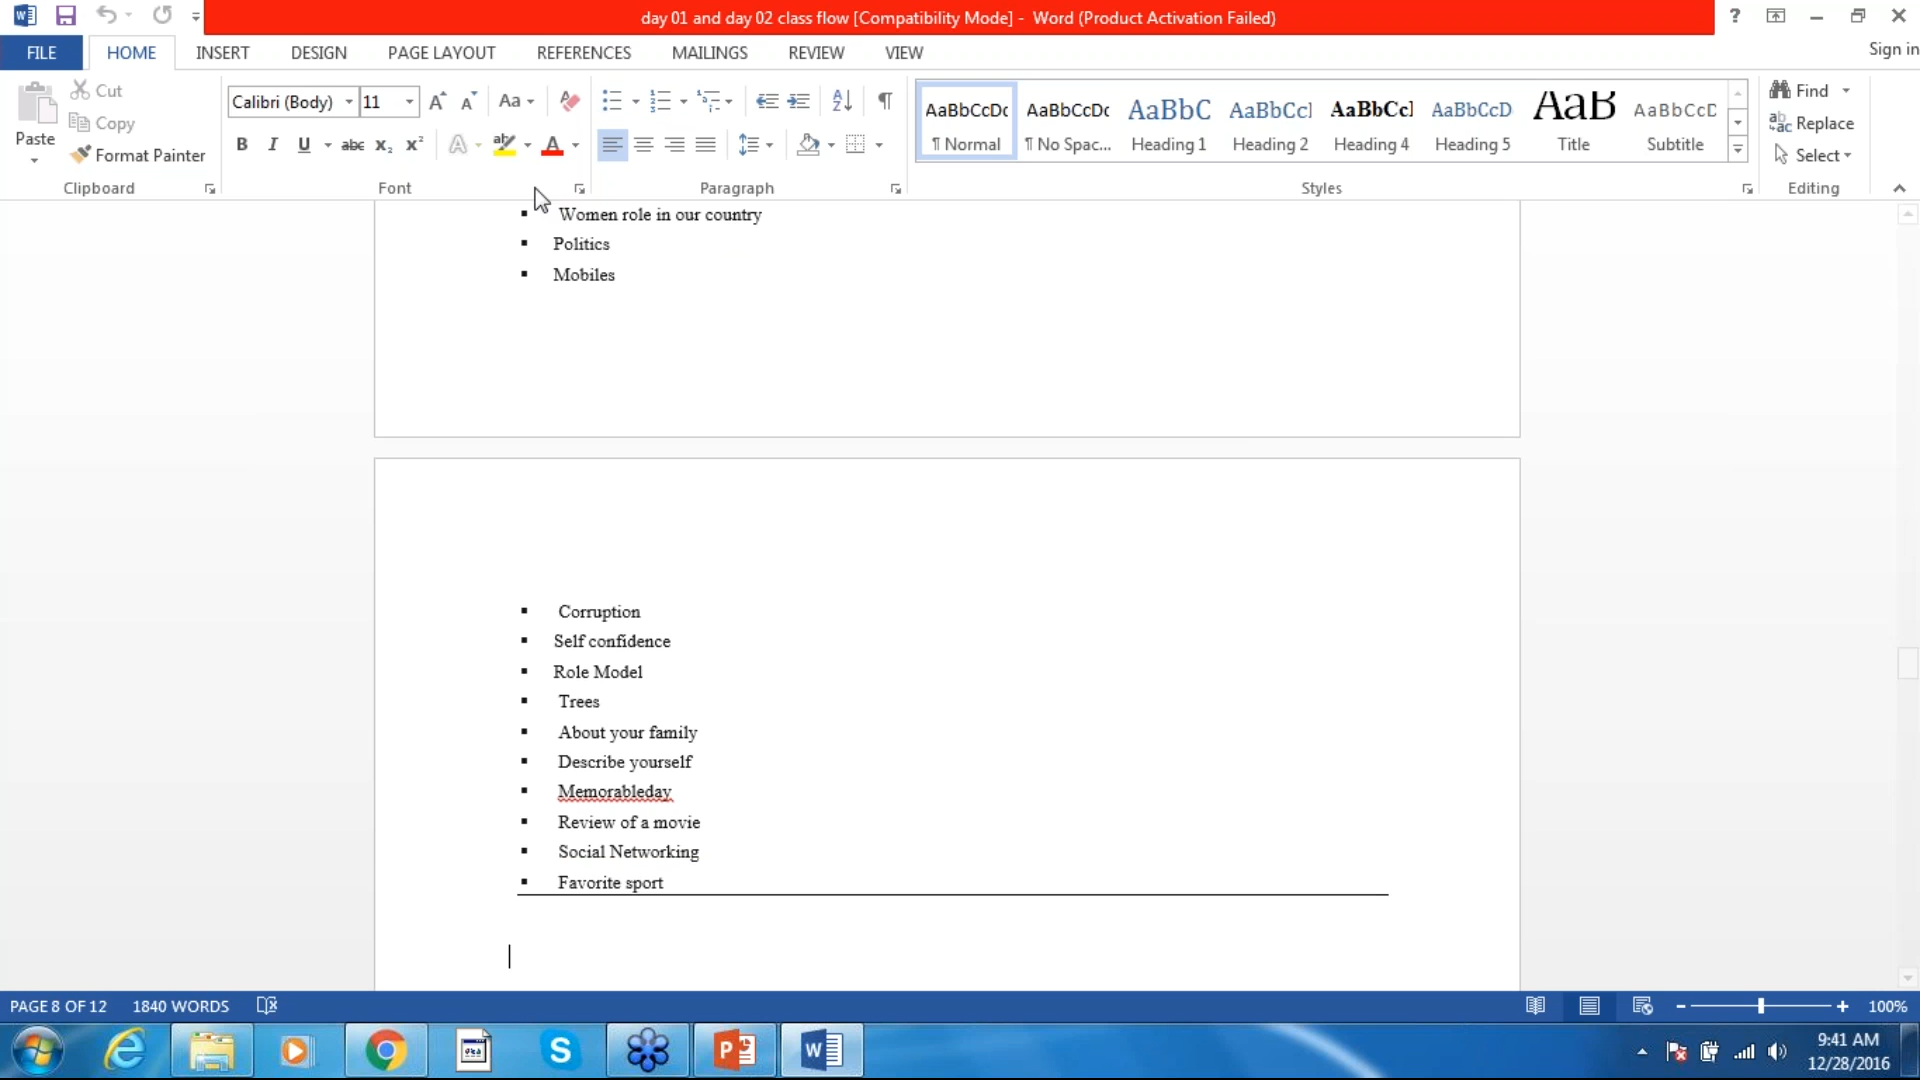 day 01 and day 02 class flow [Compatibility Mode] - Word (Product Activation Failed)
?
FILE HOME INSERT DESIGN PAGE LAYOUT REFERENCES MAILINGS REVIEW VIEW Sign in
Paste
Cut
Copy
Format Painter
Clipboard
Calibri (Body) 11
Aa
B I U abc x₂ x²
Font
Paragraph
AaBbCcDc AaBbCcDc AaBbC AaBbCcl AaBbCcl AaBbCcD AaB AaBbCcD
¶ Normal ¶ No Spac... Heading 1 Heading 2 Heading 4 Heading 5 Title Subtitle
Styles
Find
Replace
Select
Editing
▪ Women role in our country
▪ Politics
▪ Mobiles
▪ Corruption
▪ Self confidence
▪ Role Model
▪ Trees
▪ About your family
▪ Describe yourself
▪ Memorableday
▪ Review of a movie
▪ Social Networking
▪ Favorite sport
PAGE 8 OF 12 1840 WORDS 100%
9:41 AM
12/28/2016